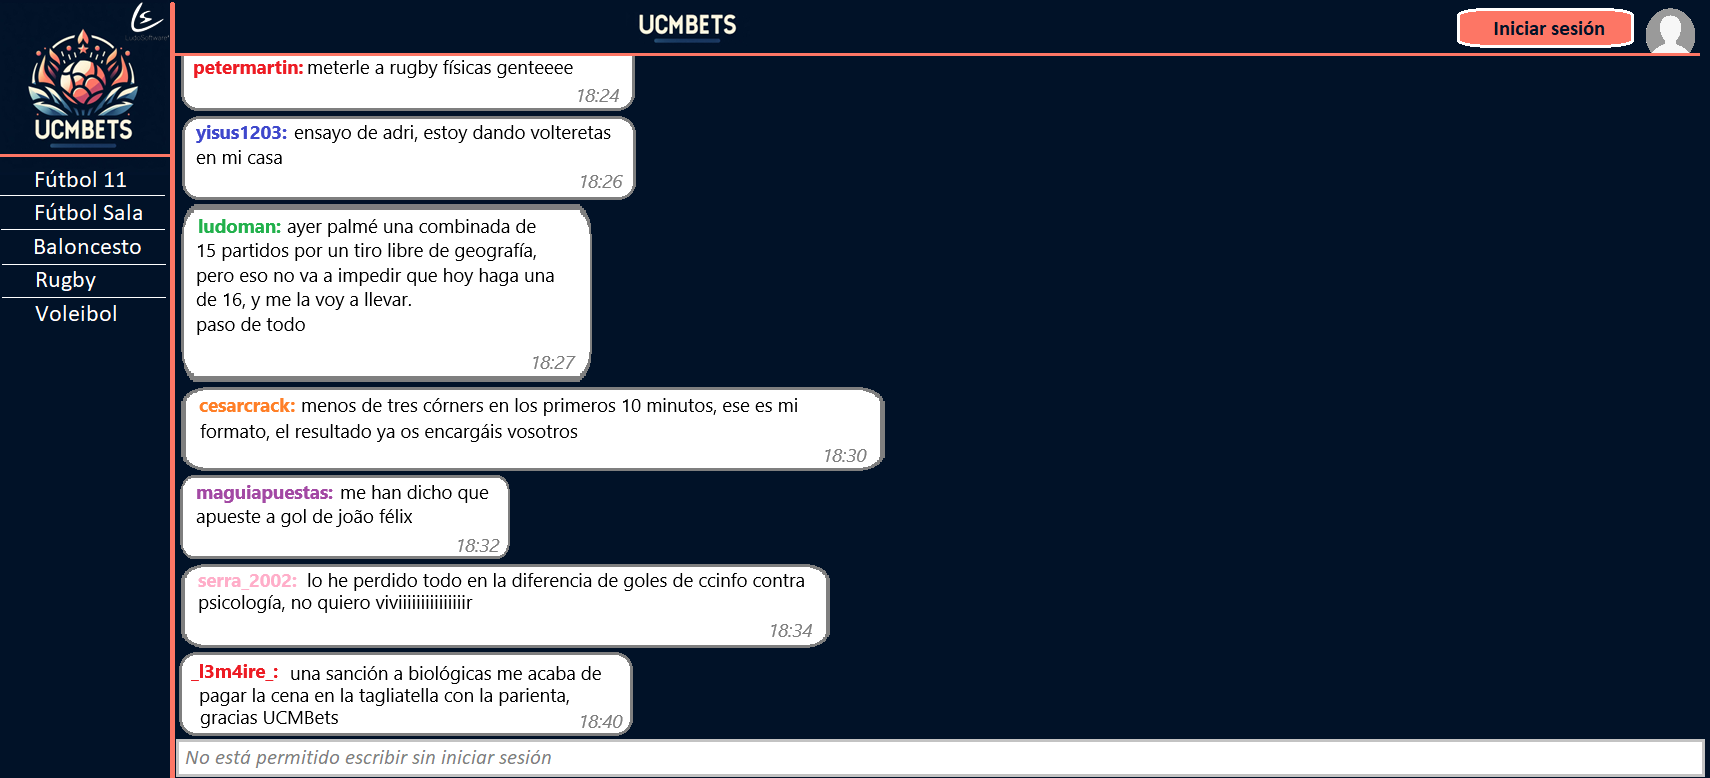 LudoSoftware
UCMBETS
UCMBETS
Iniciar sesión
Fútbol 11
Fútbol Sala
Baloncesto
Rugby
Voleibol
petermartin: meterle a rugby físicas genteeee
18:24
yisus1203: ensayo de adri, estoy dando volteretas
en mi casa
18:26
ludoman: ayer palmé una combinada de
15 partidos por un tiro libre de geografía,
pero eso no va a impedir que hoy haga una
de 16, y me la voy a llevar.
paso de todo
18:27
cesarcrack: menos de tres córners en los primeros 10 minutos, ese es mi
formato, el resultado ya os encargáis vosotros
18:30
maguiapuestas: me han dicho que
apueste a gol de joão félix
18:32
serra_2002: lo he perdido todo en la diferencia de goles de ccinfo contra
psicología, no quiero viviiiiiiiiiiiiiiir
18:34
_l3m4ire_: una sanción a biológicas me acaba de
pagar la cena en la tagliatella con la parienta,
gracias UCMBets
18:40
No está permitido escribir sin iniciar sesión